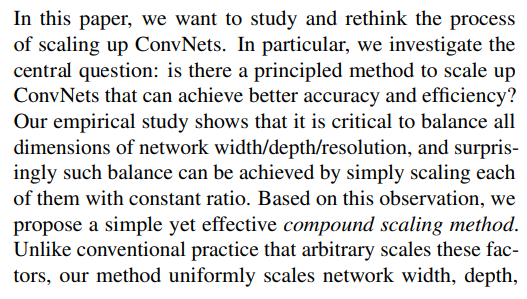 In this paper, we want to study and rethink the process
of scaling up ConvNets. In particular, we investigate the
central question: is there a principled method to scale up
ConvNets that can achieve better accuracy and efficiency?
Our empirical study shows that it is critical to balance all
dimensions of network width/depth/resolution, and surpris-
ingly such balance can be achieved by simply scaling each
of them with constant ratio. Based on this observation, we
propose a simple yet effective compound scaling method.
Unlike conventional practice that arbitrary scales these fac-
tors, our method uniformly scales network width, depth,